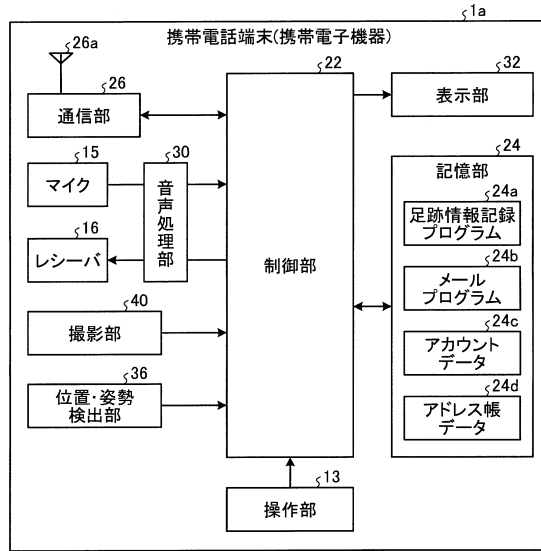 1a
携帯電話端末(携帯電子機器)
26a
26
通信部
22
制御部
32
表示部
15
マイク
30
音声処理部
16
レシーバ
40
撮影部
36
位置・姿勢
検出部
13
操作部
24
記憶部
24a
足跡情報記録
プログラム
24b
メール
プログラム
24c
アカウント
データ
24d
アドレス帳
データ